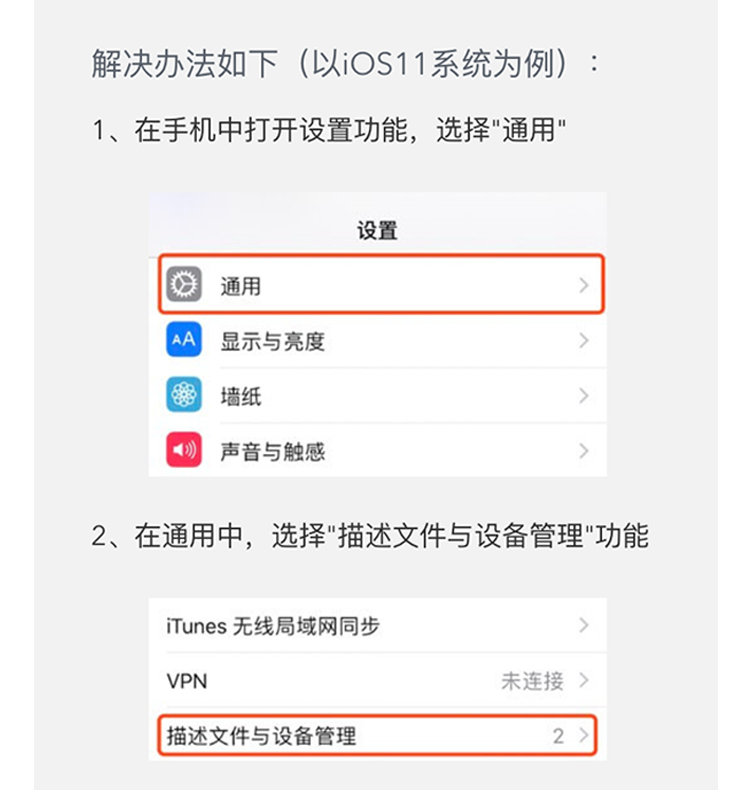 解决办法如下（以iOS11系统为例）：
1、在手机中打开设置功能，选择"通用"
设置
通用
AA 显示与亮度
墙纸
声音与触感
2、在通用中，选择"描述文件与设备管理"功能
iTunes 无线局域网同步
VPN 未连接
描述文件与设备管理 2